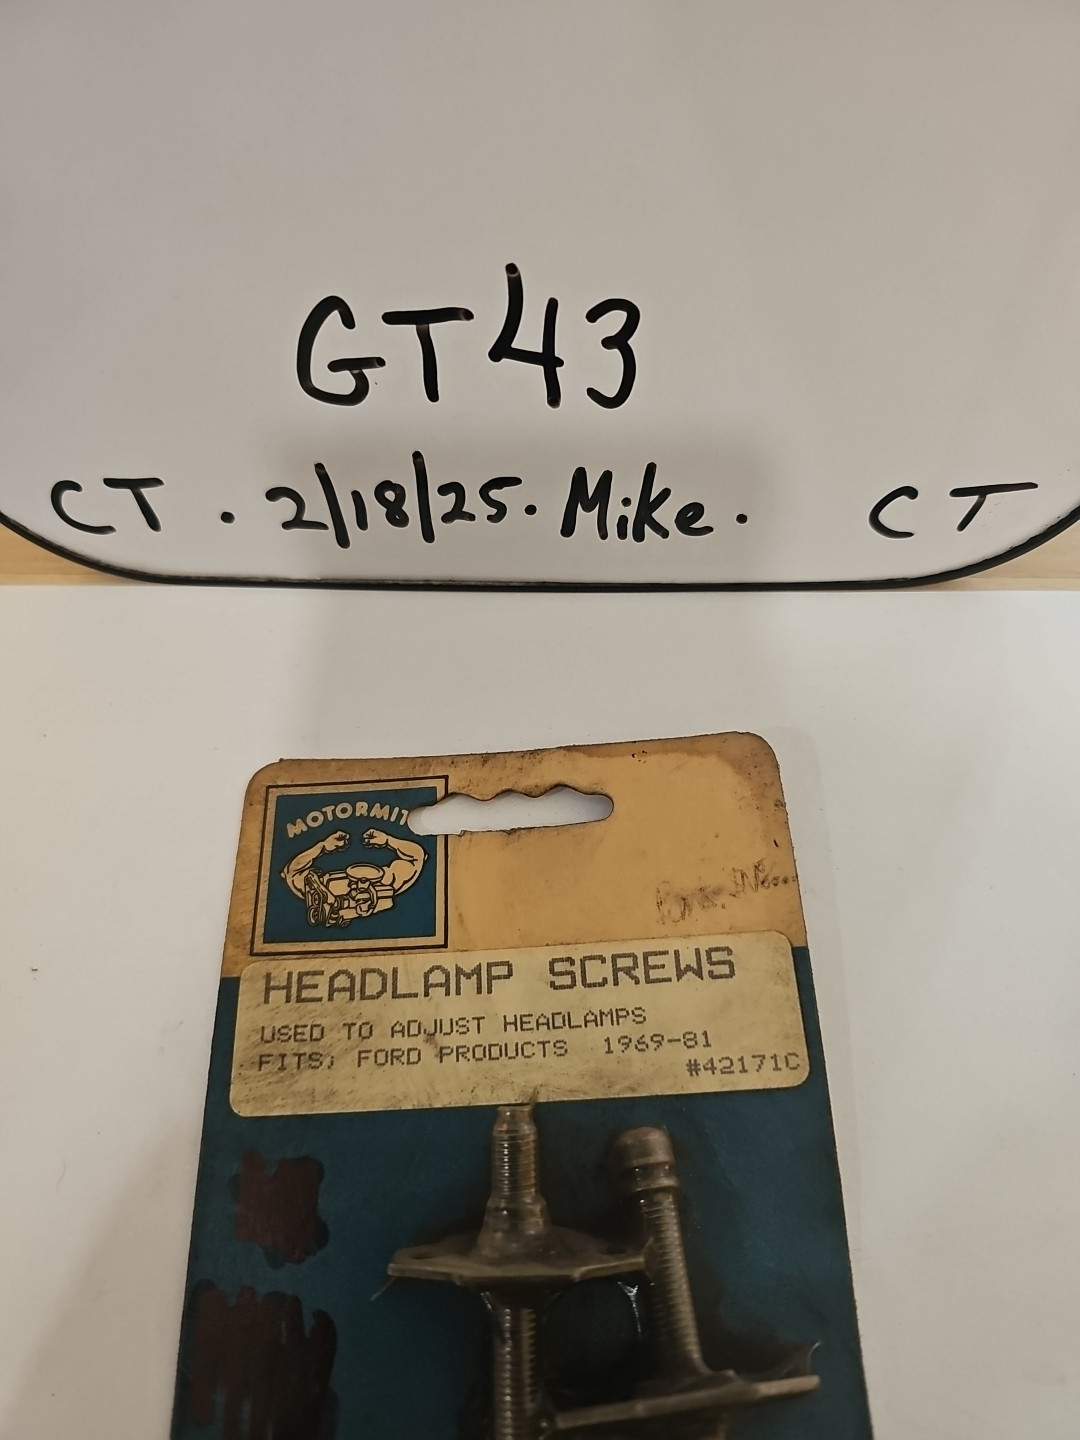 GT43
CT. 2/18/25. Mike. CT
MOTORMIT
HEADLAMP SCREWS
USED TO ADJUST HEADLAMPS
FITS; FORD PRODUCTS 1969-81
#42171C